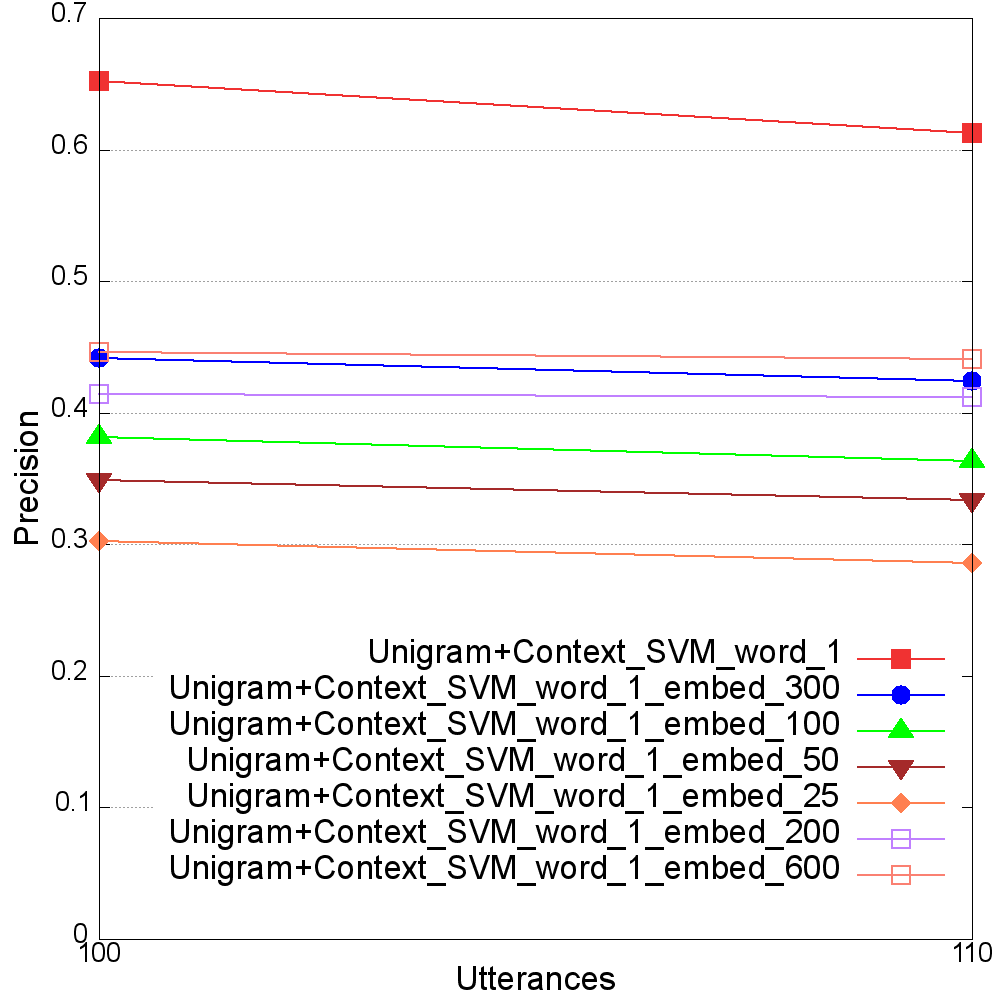 0.7
0.6
0.5
0.4
0.3
0.2
0.1
0
Precision
Unigram+Context_SVM_word_1
Unigram+Context_SVM_word_1_embed_300
Unigram+Context_SVM_word_1_embed_100
Unigram+Context_SVM_word_1_embed_50
Unigram+Context_SVM_word_1_embed_25
Unigram+Context_SVM_word_1_embed_200
Unigram+Context_SVM_word_1_embed_600
100 110
Utterances